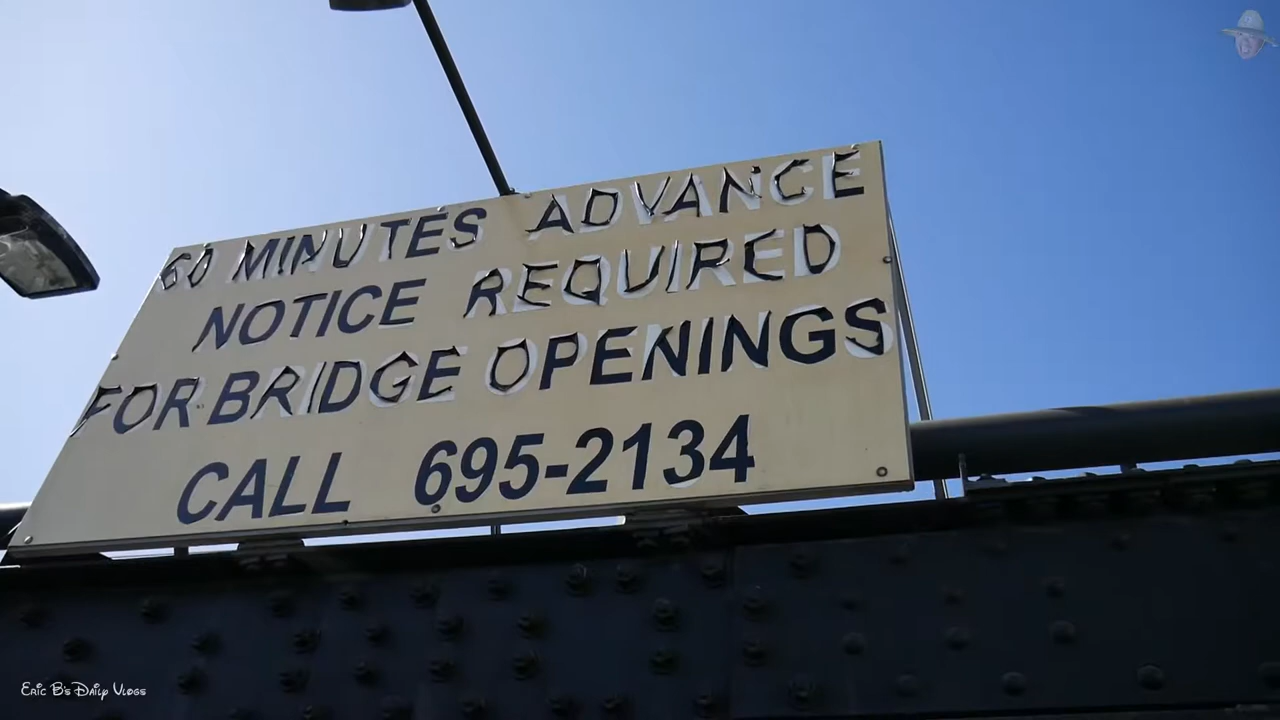 60 MINUTES ADVANCE
NOTICE REQUIRED
FOR BRIDGE OPENINGS
CALL 695-2134
Eric B's Daily Vlogs